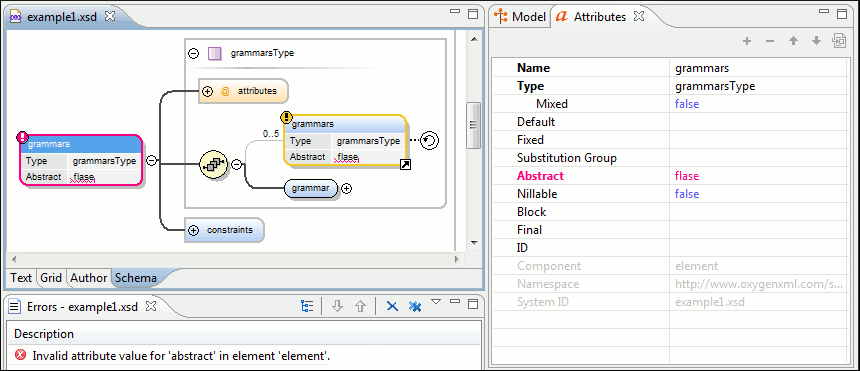 example1.xsd
grammarsType
@ attributes
grammars
Type grammarsType
Abstract flase
0..5
grammars
Type grammarsType
Abstract flase
grammar
constraints
Text Grid Author Schema
Errors - example1.xsd
Description
Invalid attribute value for 'abstract' in element 'element'.
Model Attributes
Name grammars
Type grammarsType
Mixed false
Default
Fixed
Substitution Group
Abstract flase
Nillable false
Block
Final
ID
Component element
Namespace http://www.oxygenxml.com/s...
System ID example1.xsd